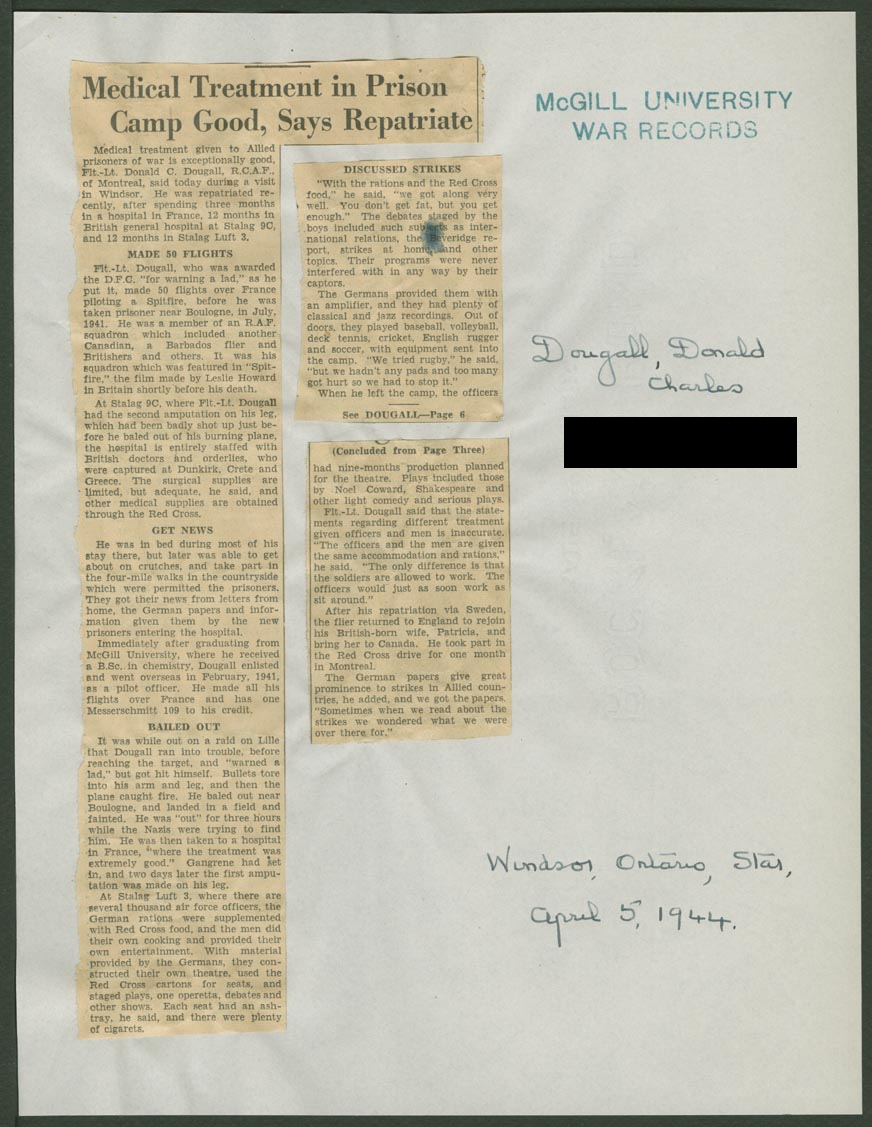 Medical Treatment in Prison
Camp Good, Says Repatriate
Medical treatment given to Allied
prisoners of war is exceptionally good,
Flt.-Lt. Donald C. Dougall, R.C.A.F.,
of Montreal, said today during a visit
in Windsor. He was repatriated re-
cently, after spending three months
in a hospital in France, 12 months in
British general hospital at Stalag 9C,
and 12 months in Stalag Luft 3.
MADE 50 FLIGHTS
Flt.-Lt. Dougall, who was awarded
the D.F.C. "for warning a lad," as he
put it, made 50 flights over France
piloting a Spitfire, before he was
taken prisoner near Boulogne, in July,
1941. He was a member of an R.A.F.
squadron which included another
Canadian, a Barbados flier and
Britishers and others. It was his
squadron which was featured in "Spit-
fire," the film made by Leslie Howard
in Britain shortly before his death.
At Stalag 9C, where Flt.-Lt. Dougall
had the second amputation on his leg,
which had been badly shot up just be-
fore he baled out of his burning plane,
the hospital is entirely staffed with
British doctors and orderlies, who
were captured at Dunkirk, Crete and
Greece. The surgical supplies are
limited, but adequate, he said, and
other medical supplies are obtained
through the Red Cross.
GET NEWS
He was in bed during most of his
stay there, but later was able to get
about on crutches, and take part in
the four-mile walks in the countryside
which were permitted the prisoners.
They got their news from letters from
home, the German papers and infor-
mation given them by the new
prisoners entering the hospital.
Immediately after graduating from
McGill University, where he received
a B.Sc. in chemistry, Dougall enlisted
and went overseas in February, 1941,
as a pilot officer. He made all his
flights over France and has one
Messerschmitt 109 to his credit.
BAILED OUT
It was while out on a raid on Lille
that Dougall ran into trouble, before
reaching the target, and "warned a
lad," but got hit himself. Bullets tore
into his arm and leg, and then the
plane caught fire. He baled out near
Boulogne, and landed in a field and
fainted. He was "out" for three hours
while the Nazis were trying to find
him. He was then taken to a hospital
in France, "where the treatment was
extremely good." Gangrene had set
in, and two days later the first ampu-
tation was made on his leg.
At Stalag Luft 3, where there are
several thousand air force officers, the
German rations were supplemented
with Red Cross food, and the men did
their own cooking and provided their
own entertainment. With material
provided by the Germans, they con-
structed their own theatre, used the
Red Cross cartons for seats, and
staged plays, one operetta, debates and
other shows. Each seat had an ash-
tray, he said, and there were plenty
of cigarets.
DISCUSSED STRIKES
"With the rations and the Red Cross
food," he said, "we got along very
well. You don't get fat, but you get
enough." The debates staged by the
boys included such subjects as inter-
national relations, the Beveridge re-
port, strikes at home, and other
topics. Their programs were never
interfered with in any way by their
captors.
The Germans provided them with
an amplifier, and they had plenty of
classical and jazz recordings. Out of
doors, they played baseball, volleyball,
deck tennis, cricket, English rugger
and soccer, with equipment sent into
the camp. "We tried rugby," he said,
"but we hadn't any pads and too many
got hurt so we had to stop it."
When he left the camp, the officers
See DOUGALL—Page 6
(Concluded from Page Three)
had nine-months production planned
for the theatre. Plays included those
by Noel Coward, Shakespeare and
other light comedy and serious plays.
Flt.-Lt. Dougall said that the state-
ments regarding different treatment
given officers and men is inaccurate.
"The officers and the men are given
the same accommodation and rations,"
he said. "The only difference is that
the soldiers are allowed to work. The
officers would just as soon work as
sit around."
After his repatriation via Sweden,
the flier returned to England to rejoin
his British-born wife, Patricia, and
bring her to Canada. He took part in
the Red Cross drive for one month
in Montreal.
The German papers give great
prominence to strikes in Allied coun-
tries, he added, and we got the papers.
"Sometimes when we read about the
strikes we wondered what we were
over there for."
McGILL UNIVERSITY
WAR RECORDS
Dougall, Donald
Charles
Windsor, Ontario, Star,
April 5, 1944.